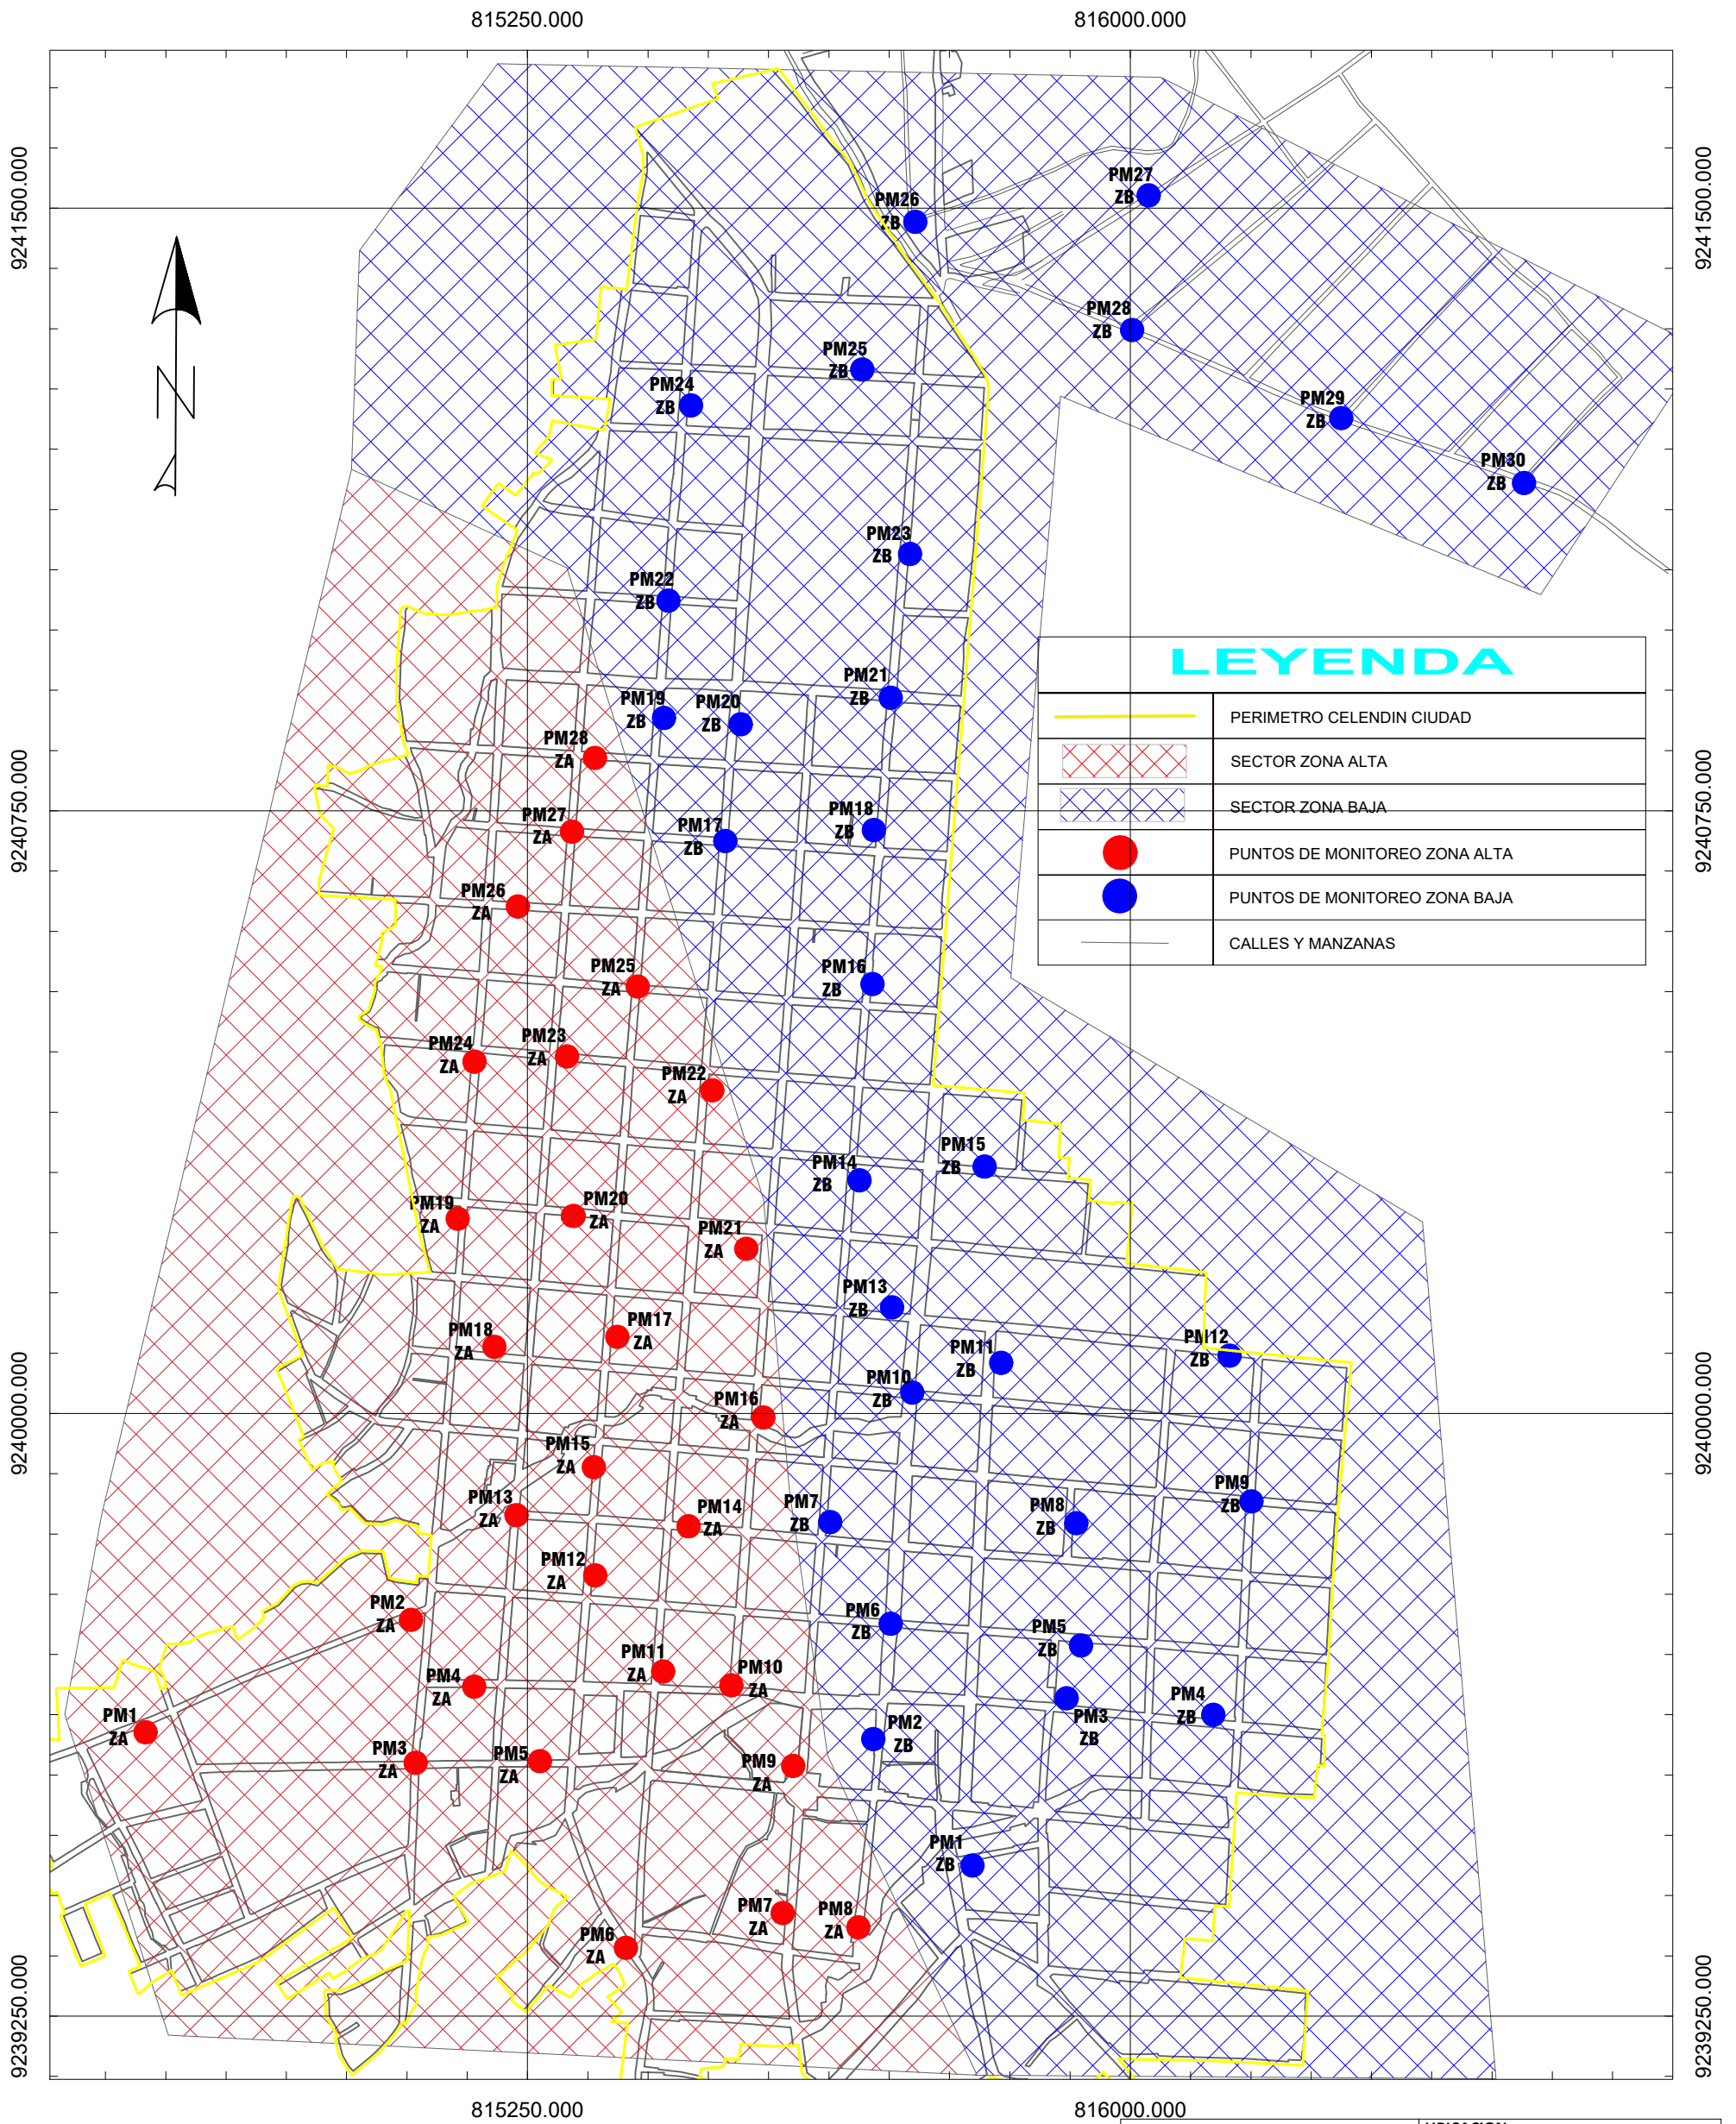 815250.000
816000.000
9241500.000
9241500.000
PM27
ZB
PM26
ZB
N
PM28
ZB
PM25
ZB
PM24
ZB
PM29
ZB
PM30
ZB
PM23
ZB
PM22
ZB
LEYENDA
PERIMETRO CELENDIN CIUDAD
SECTOR ZONA ALTA
SECTOR ZONA BAJA
PUNTOS DE MONITOREO ZONA ALTA
PUNTOS DE MONITOREO ZONA BAJA
CALLES Y MANZANAS
PM21
ZB
PM19
ZB
PM20
ZB
PM28
ZA
9240750.000
9240750.000
PM27
ZA
PM17
ZB
PM18
ZB
PM26
ZA
PM25
ZA
PM16
ZB
PM24
ZA
PM23
ZA
PM22
ZA
PM15
ZB
PM14
ZB
PM19
ZA
PM20
ZA
PM21
ZA
PM13
ZB
PM18
ZA
PM17
ZA
PM12
ZB
PM11
ZB
PM10
ZB
PM16
ZA
9240000.000
9240000.000
PM15
ZA
PM13
ZA
PM14
ZA
PM7
ZB
PM8
ZB
PM9
ZB
PM12
ZA
PM2
ZA
PM6
ZB
PM5
ZB
PM11
ZA
PM10
ZA
PM4
ZA
PM3
ZB
PM4
ZB
PM1
ZA
PM2
ZB
PM3
ZA
PM5
ZA
PM9
ZA
PM1
ZB
PM7
ZA
PM8
ZA
PM6
ZA
9239250.000
9239250.000
815250.000
816000.000
UBICACION